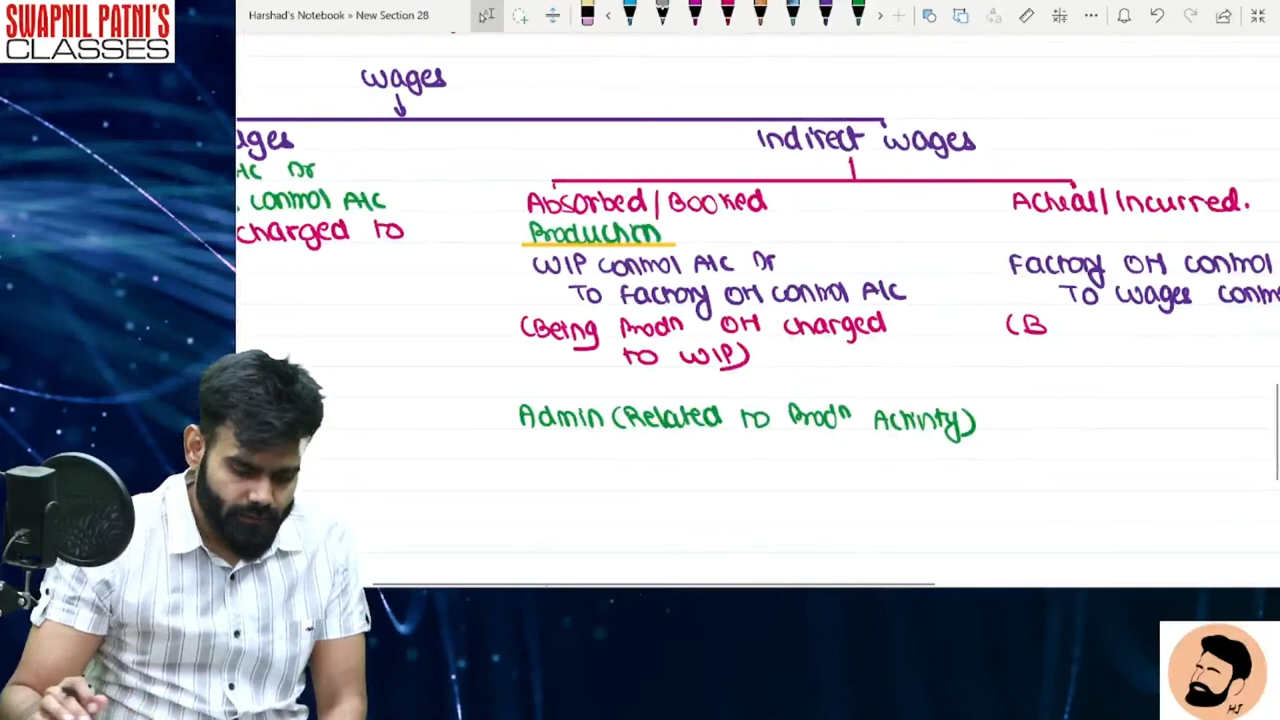 SWAPNIL PATNI'S
CLASSES
Harshad's Notebook » New Section 28
wages
ages
Indirect wages
A/C Dr
control A/C
charged to
Absorbed/Booked
Production
WIP control A/C Dr
To Factory OH control A/C
(Being Prodn OH charged
to WIP)
Admin (Related to Prodn Activity)
Actual/Incurred.
Factory OH control
To wages contr
(B
HJ